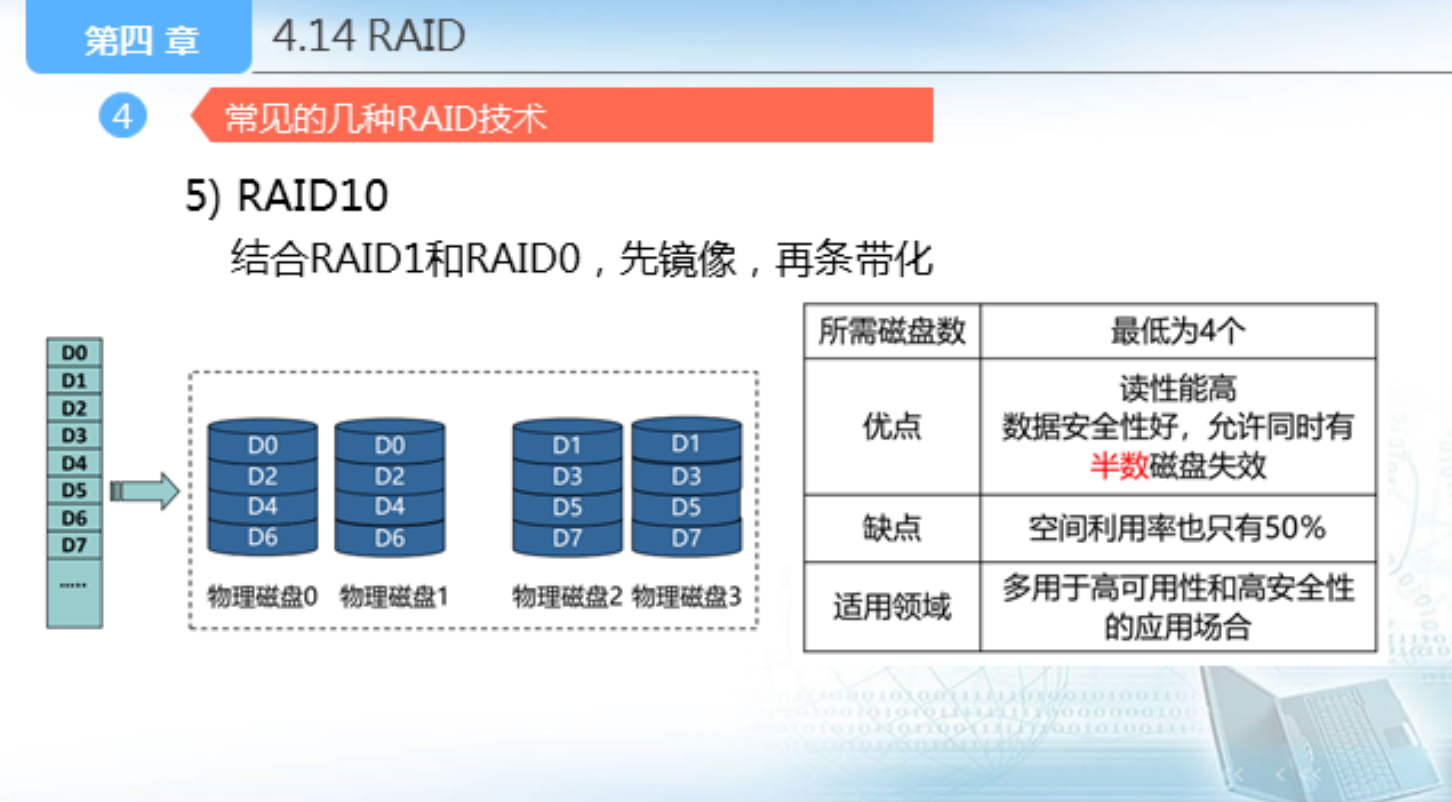 第四 章
4.14 RAID
4
常见的几种RAID技术
5) RAID10
结合RAID1和RAID0，先镜像，再条带化
D0
D1
D2
D3
D4
D5
D6
D7
.....
D0
D2
D4
D6
物理磁盘0
D0
D2
D4
D6
物理磁盘1
D1
D3
D5
D7
物理磁盘2
D1
D3
D5
D7
物理磁盘3
所需磁盘数
最低为4个
优点
读性能高
数据安全性好，允许同时有
半数磁盘失效
缺点
空间利用率也只有50%
适用领域
多用于高可用性和高安全性
的应用场合